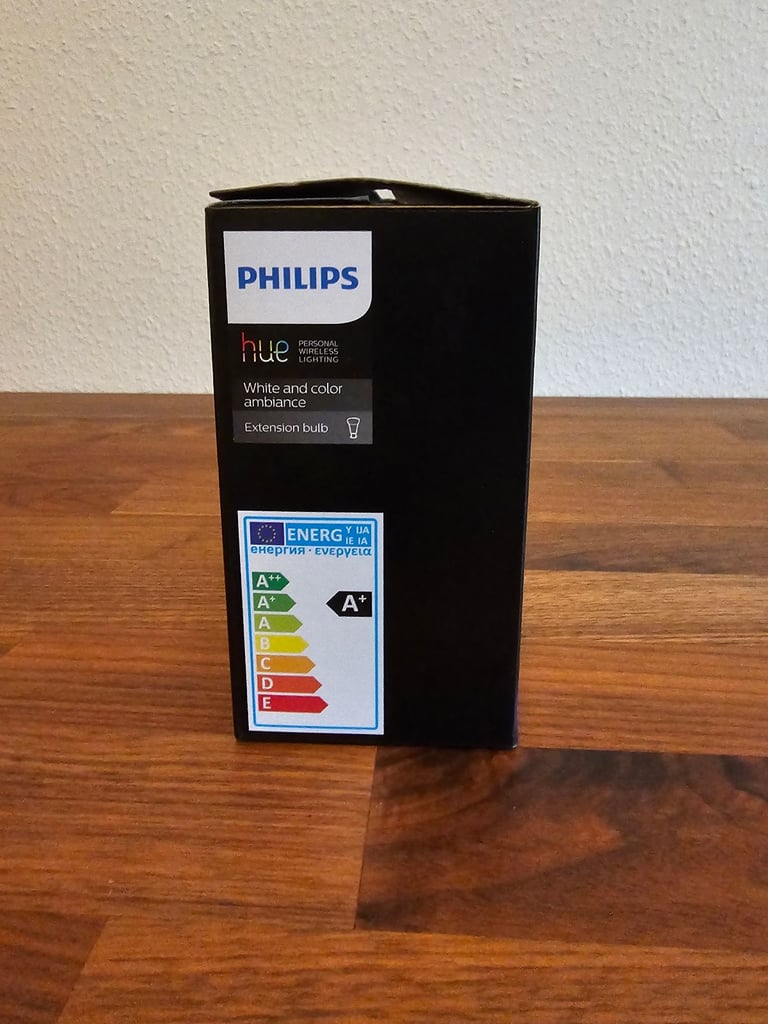 PHILIPS
hue
PERSONAL
WIRELESS
LIGHTING
White and color
ambiance
Extension bulb
ENERG
Y IJA
IE IA
енергия · ενεργεια
A++
A+
A+
A
B
C
D
E